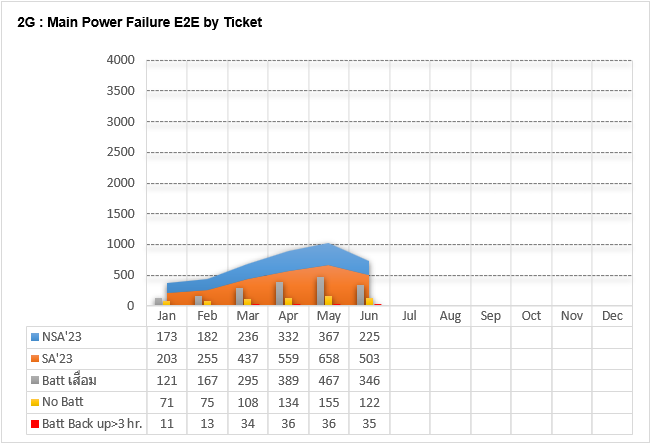 2G : Main Power Failure E2E by Ticket
4000
3500
3000
2500
2000
1500
1000
500
0
Jan Feb Mar Apr May Jun Jul Aug Sep Oct Nov Dec
NSA'23 173 182 236 332 367 225
SA'23 203 255 437 559 658 503
Batt เสื่อม 121 167 295 389 467 346
No Batt 71 75 108 134 155 122
Batt Back up>3 hr. 11 13 34 36 36 35